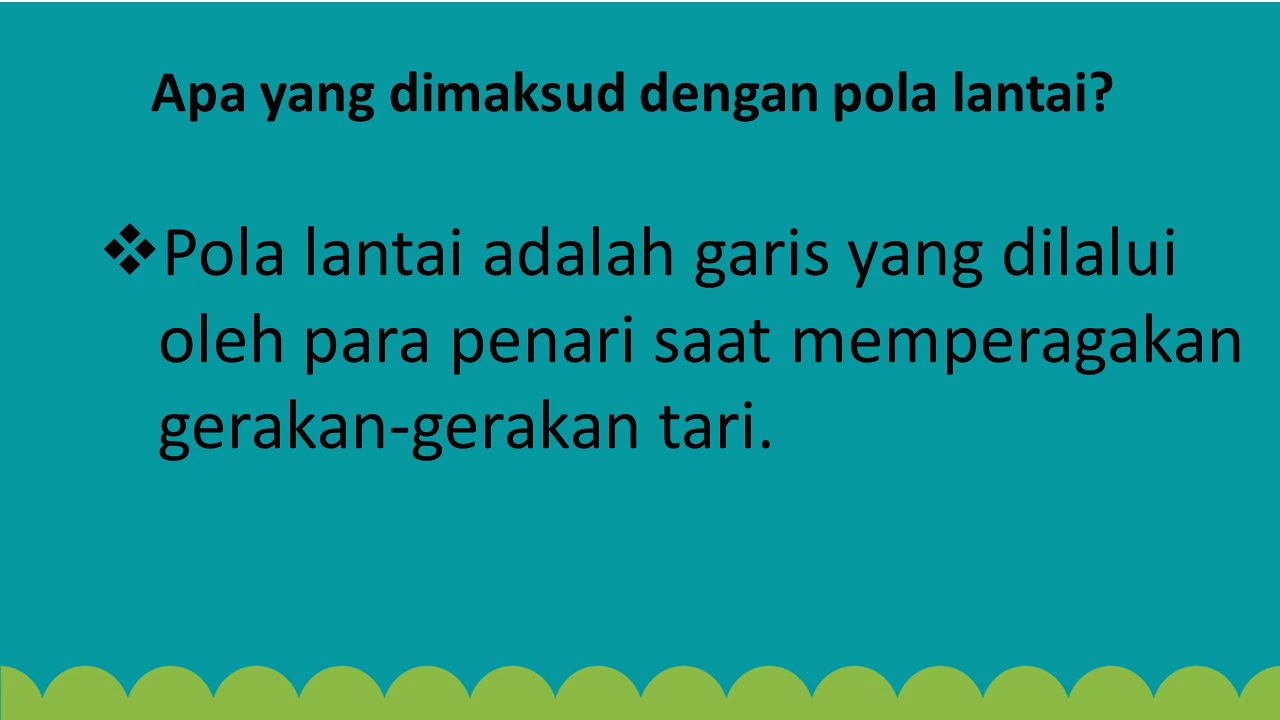 Apa yang dimaksud dengan pola lantai?
❖Pola lantai adalah garis yang dilalui
oleh para penari saat memperagakan
gerakan-gerakan tari.